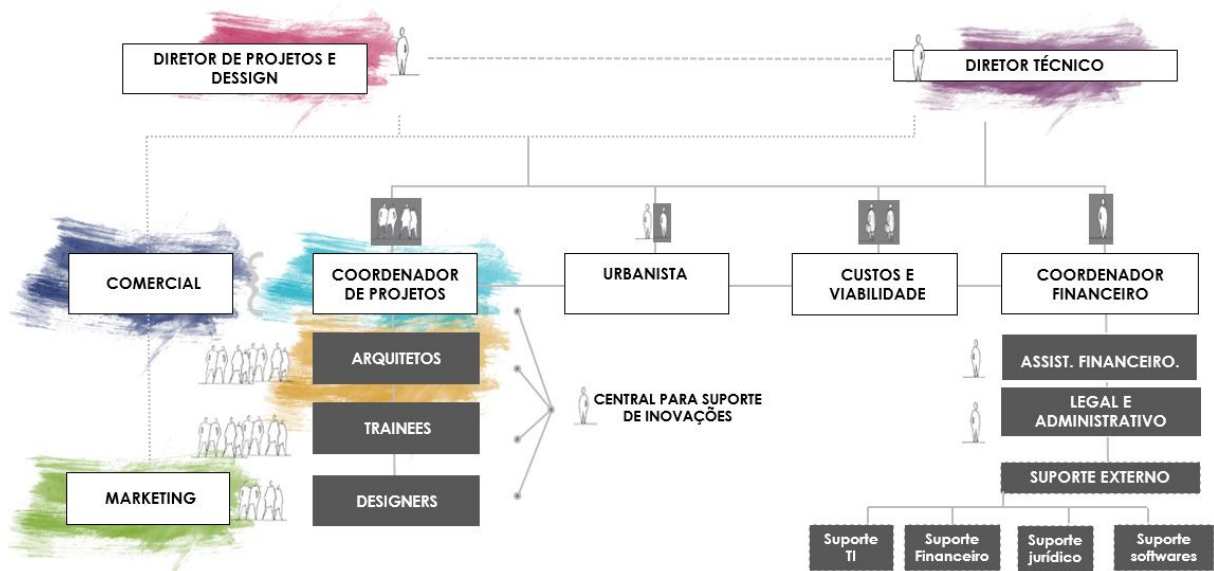 DIRETOR DE PROJETOS E
DESSIGN
DIRETOR TÉCNICO
COMERCIAL
COORDENADOR
DE PROJETOS
URBANISTA
CUSTOS E
VIABILIDADE
COORDENADOR
FINANCEIRO
ARQUITETOS
TRAINEES
DESIGNERS
CENTRAL PARA SUPORTE
DE INOVAÇÕES
ASSIST. FINANCEIRO.
LEGAL E
ADMINISTRATIVO
SUPORTE EXTERNO
MARKETING
Suporte
TI
Suporte
Financeiro
Suporte
jurídico
Suporte
softwares